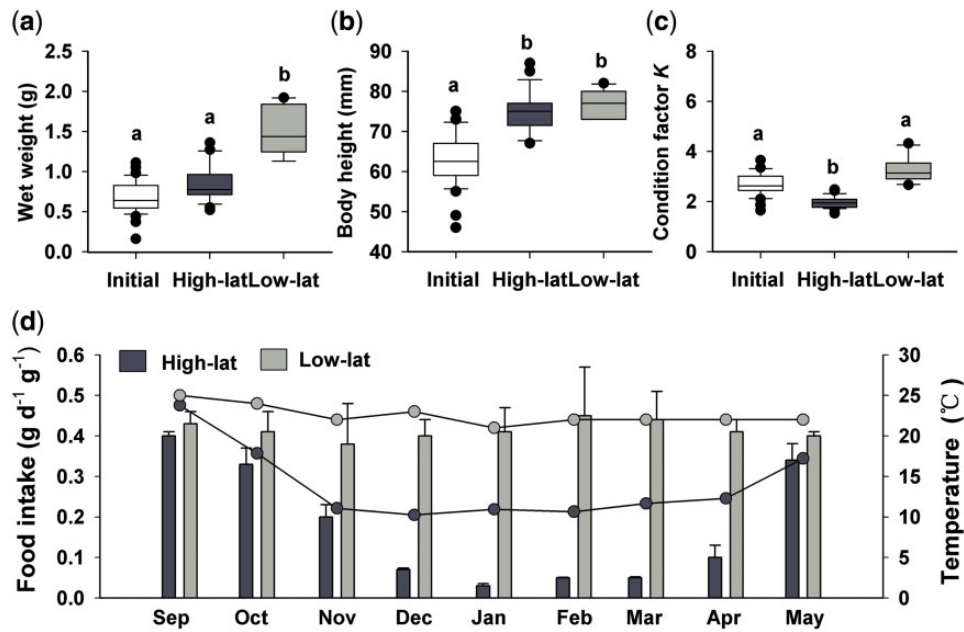 (a)
Wet weight (g)
2.5
2.0
1.5
1.0
0.5
0.0
a
a
b
Initial High-lat Low-lat
(b)
Body height (mm)
90
80
70
60
50
40
a
b
b
Initial High-lat Low-lat
(c)
Condition factor K
8
6
4
2
0
a
b
a
Initial High-lat Low-lat
(d)
High-lat Low-lat
Food intake (g d⁻¹ g⁻¹)
0.6
0.5
0.4
0.3
0.2
0.1
0.0
Temperature (℃)
30
25
20
15
10
5
0
Sep Oct Nov Dec Jan Feb Mar Apr May